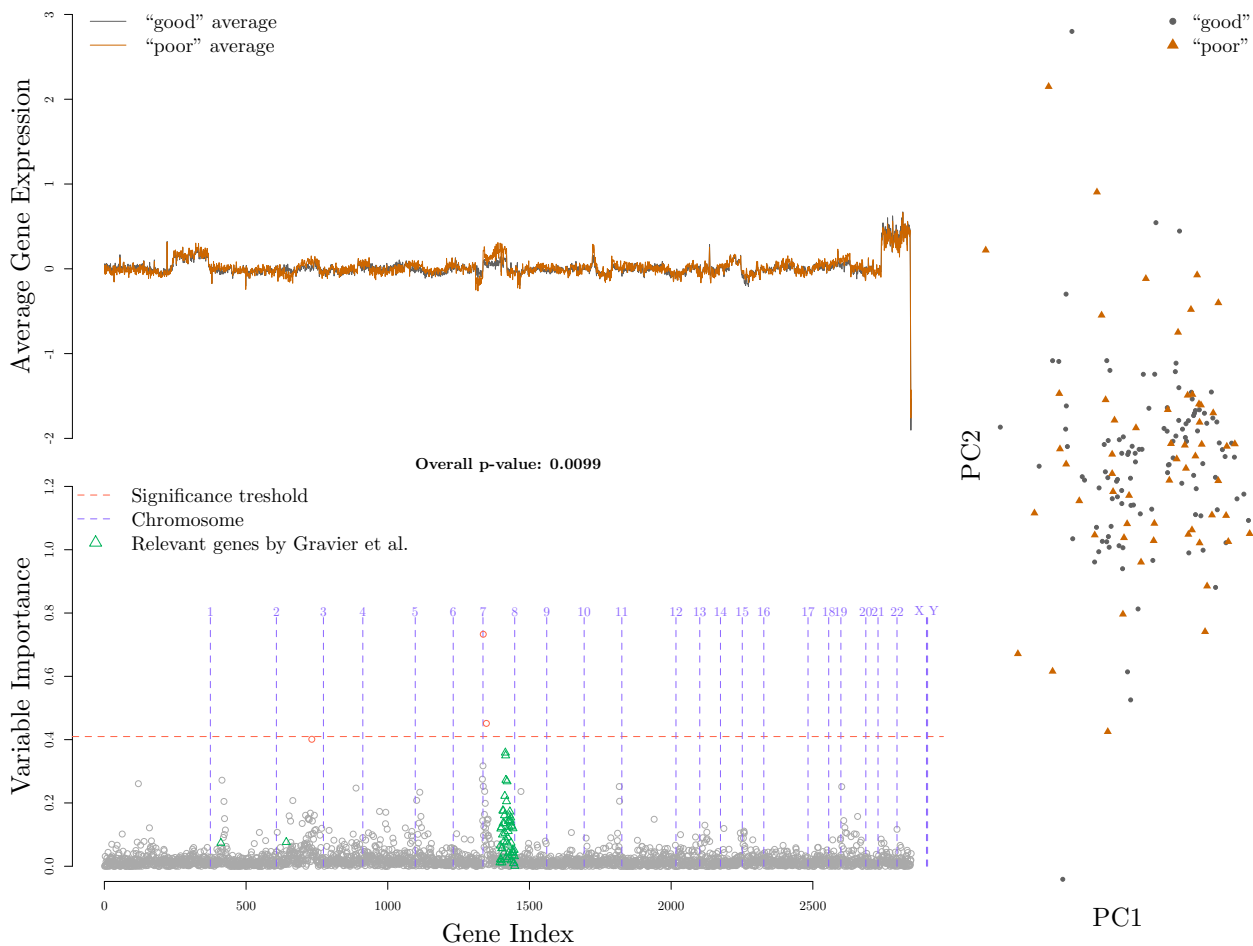 “good” average
“poor” average
3
2
1
0
-1
-2
Average Gene Expression
“good”
“poor”
PC2
PC1
Overall p-value: 0.0099
Significance treshold
Chromosome
Relevant genes by Gravier et al.
1.2
1.0
0.8
0.6
0.4
0.2
0.0
Variable Importance
1 2 3 4 5 6 7 8 9 10 11 12 13 14 15 16 17 18 19 20 21 22 X Y
0 500 1000 1500 2000 2500
Gene Index